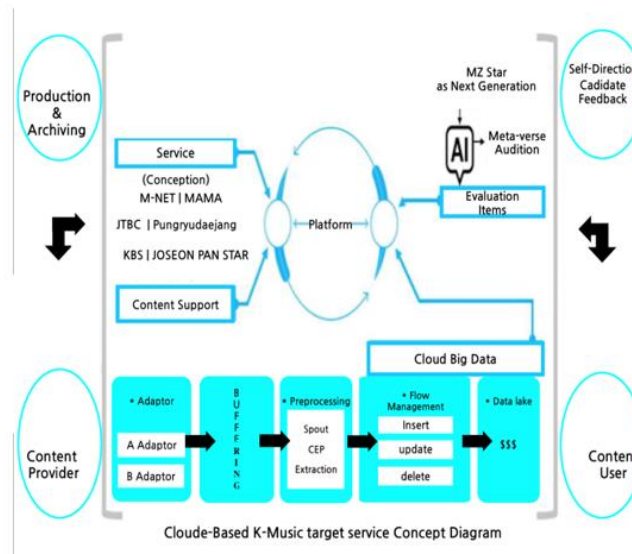 Production
&
Archiving
Self-Direction
Cadidate
Feedback
MZ Star
as Next Generation
AI
Meta-verse
Audition
Service
(Conception)
M-NET | MAMA
JTBC | Pungryudaejang
KBS | JOSEON PAN STAR
Platform
Evaluation
Items
Content Support
Cloud Big Data
Content
Provider
• Adaptor
A Adaptor
B Adaptor
BUFFERING
• Preprocessing
Spout
CEP
Extraction
• Flow
Management
Insert
update
delete
• Data lake
$$$
Content
User
Cloude-Based K-Music target service Concept Diagram